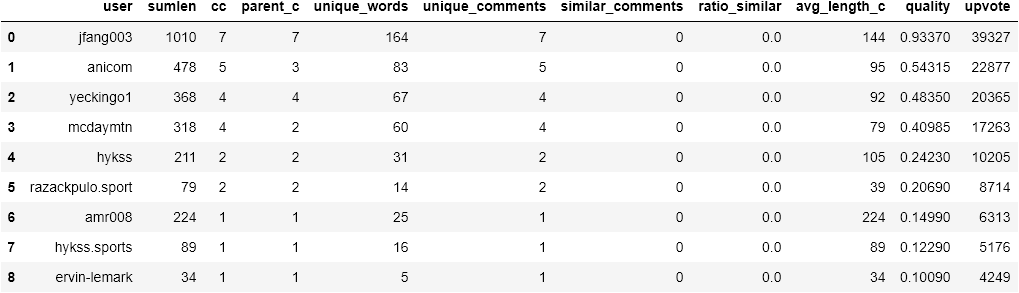 user sumlen cc parent_c unique_words unique_comments similar_comments ratio_similar avg_length_c quality upvote
0 jfang003 1010 7 7 164 7 0 0.0 144 0.93370 39327
1 anicom 478 5 3 83 5 0 0.0 95 0.54315 22877
2 yeckingo1 368 4 4 67 4 0 0.0 92 0.48350 20365
3 mcdaymtn 318 4 2 60 4 0 0.0 79 0.40985 17263
4 hykss 211 2 2 31 2 0 0.0 105 0.24230 10205
5 razackpulo.sport 79 2 2 14 2 0 0.0 39 0.20690 8714
6 amr008 224 1 1 25 1 0 0.0 224 0.14990 6313
7 hykss.sports 89 1 1 16 1 0 0.0 89 0.12290 5176
8 ervin-lemark 34 1 1 5 1 0 0.0 34 0.10090 4249